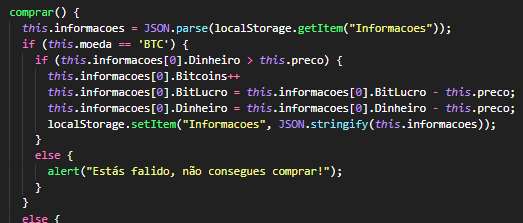 comprar() {
this.informacoes = JSON.parse(localStorage.getItem("Informacoes"));
if (this.moeda == 'BTC') {
if (this.informacoes[0].Dinheiro > this.preco) {
this.informacoes[0].Bitcoins++
this.informacoes[0].BitLucro = this.informacoes[0].BitLucro - this.preco;
this.informacoes[0].Dinheiro = this.informacoes[0].Dinheiro - this.preco;
localStorage.setItem("Informacoes", JSON.stringify(this.informacoes));
}
else {
alert("Estás falido, não consegues comprar!");
}
}
else {